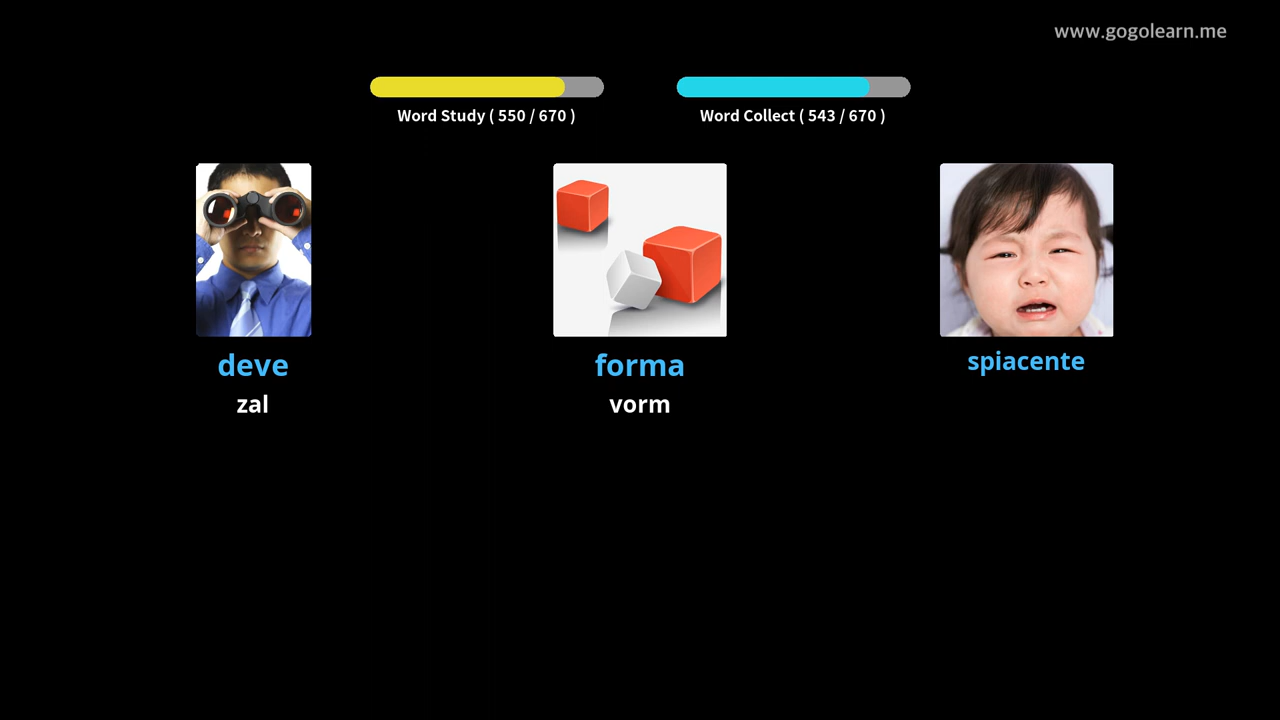 www.gogolearn.me
Word Study ( 550 / 670 )
Word Collect ( 543 / 670 )
deve
forma
spiacente
zal
vorm